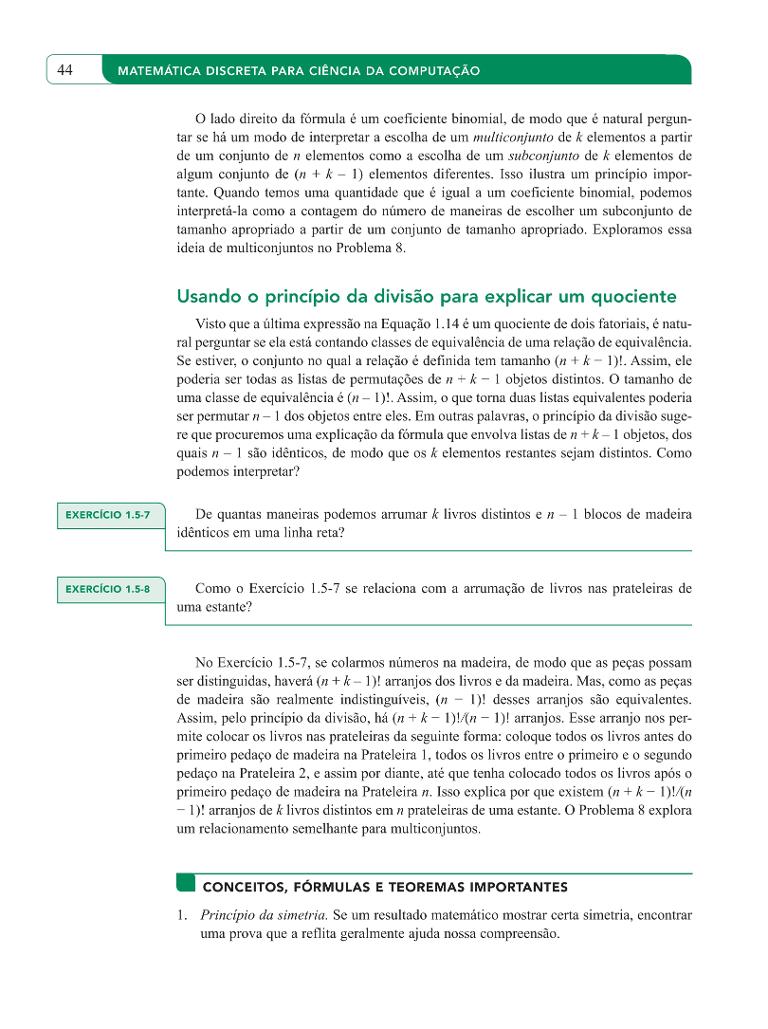 44
MATEMÁTICA DISCRETA PARA CIÊNCIA DA COMPUTAÇÃO
O lado direito da fórmula é um coeficiente binomial, de modo que é natural pergun-
tar se há um modo de interpretar a escolha de um multiconjunto de k elementos a partir
de um conjunto de n elementos como a escolha de um subconjunto de k elementos de
algum conjunto de (n + k – 1) elementos diferentes. Isso ilustra um princípio impor-
tante. Quando temos uma quantidade que é igual a um coeficiente binomial, podemos
interpretá-la como a contagem do número de maneiras de escolher um subconjunto de
tamanho apropriado a partir de um conjunto de tamanho apropriado. Exploramos essa
ideia de multiconjuntos no Problema 8.
Usando o princípio da divisão para explicar um quociente
Visto que a última expressão na Equação 1.14 é um quociente de dois fatoriais, é natu-
ral perguntar se ela está contando classes de equivalência de uma relação de equivalência.
Se estiver, o conjunto no qual a relação é definida tem tamanho (n + k − 1)!. Assim, ele
poderia ser todas as listas de permutações de n + k − 1 objetos distintos. O tamanho de
uma classe de equivalência é (n – 1)!. Assim, o que torna duas listas equivalentes poderia
ser permutar n – 1 dos objetos entre eles. Em outras palavras, o princípio da divisão suge-
re que procuremos uma explicação da fórmula que envolva listas de n + k – 1 objetos, dos
quais n – 1 são idênticos, de modo que os k elementos restantes sejam distintos. Como
podemos interpretar?
EXERCÍCIO 1.5-7
De quantas maneiras podemos arrumar k livros distintos e n – 1 blocos de madeira
idênticos em uma linha reta?
EXERCÍCIO 1.5-8
Como o Exercício 1.5-7 se relaciona com a arrumação de livros nas prateleiras de
uma estante?
No Exercício 1.5-7, se colarmos números na madeira, de modo que as peças possam
ser distinguidas, haverá (n + k – 1)! arranjos dos livros e da madeira. Mas, como as peças
de madeira são realmente indistinguíveis, (n − 1)! desses arranjos são equivalentes.
Assim, pelo princípio da divisão, há (n + k − 1)!/(n − 1)! arranjos. Esse arranjo nos per-
mite colocar os livros nas prateleiras da seguinte forma: coloque todos os livros antes do
primeiro pedaço de madeira na Prateleira 1, todos os livros entre o primeiro e o segundo
pedaço na Prateleira 2, e assim por diante, até que tenha colocado todos os livros após o
primeiro pedaço de madeira na Prateleira n. Isso explica por que existem (n + k − 1)!/(n
− 1)! arranjos de k livros distintos em n prateleiras de uma estante. O Problema 8 explora
um relacionamento semelhante para multiconjuntos.
CONCEITOS, FÓRMULAS E TEOREMAS IMPORTANTES
1. Princípio da simetria. Se um resultado matemático mostrar certa simetria, encontrar
uma prova que a reflita geralmente ajuda nossa compreensão.